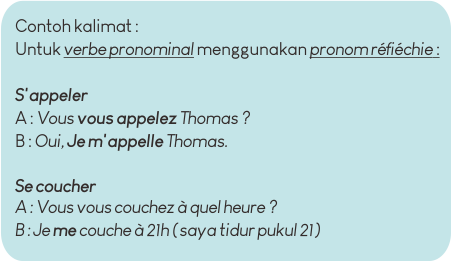 Contoh kalimat :
Untuk verbe pronominal menggunakan pronom réfiéchie :
S'appeler
A : Vous vous appelez Thomas ?
B : Oui, Je m'appelle Thomas.
Se coucher
A : Vous vous couchez à quel heure ?
B : Je me couche à 21h ( saya tidur pukul 21 )